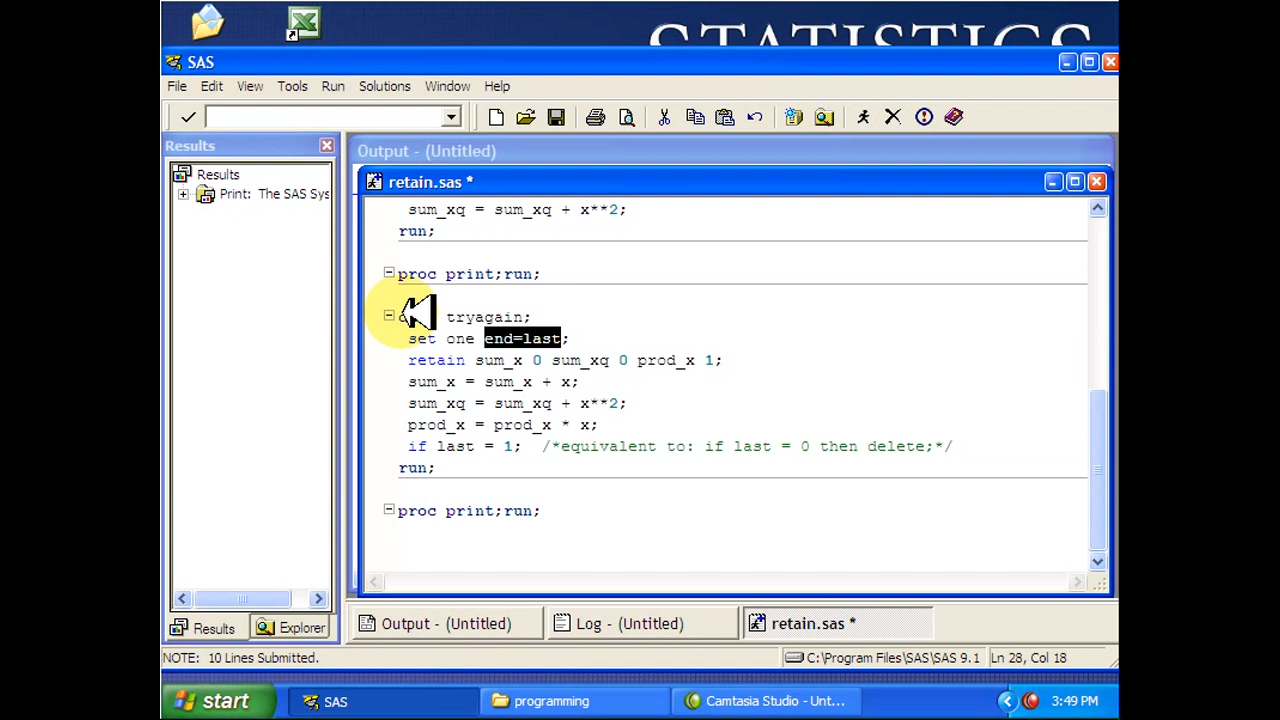 STATISTICS
SAS
File Edit View Tools Run Solutions Window Help
Results
Output - (Untitled)
Results
Print: The SAS Sys
retain.sas *
sum_xq = sum_xq + x**2;
run;
proc print;run;
tryagain;
set one end=last;
retain sum_x 0 sum_xq 0 prod_x 1;
sum_x = sum_x + x;
sum_xq = sum_xq + x**2;
prod_x = prod_x * x;
if last = 1; /*equivalent to: if last = 0 then delete;*/
run;
proc print;run;
Results Explorer
Output - (Untitled) Log - (Untitled) retain.sas *
NOTE: 10 Lines Submitted. C:\Program Files\SAS\SAS 9.1 Ln 28, Col 18
start SAS programming Camtasia Studio - Unt... 3:49 PM